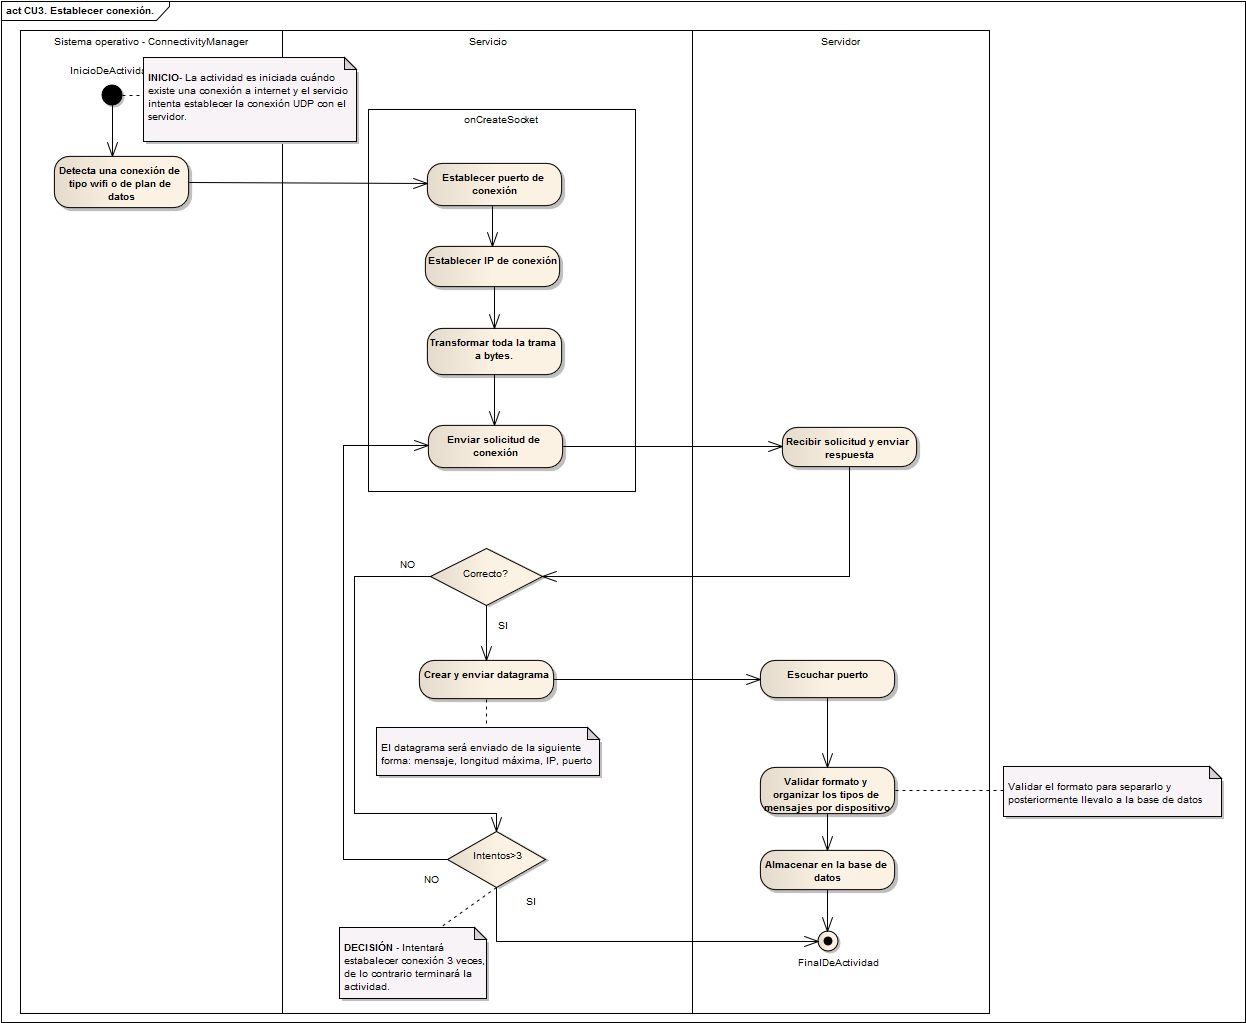 act CU3. Establecer conexión.
Sistema operativo - ConnectivityManager
Servicio
Servidor
InicioDeActivida
INICIO- La actividad es iniciada cuándo
existe una conexión a internet y el servicio
intenta establecer la conexión UDP con el
servidor.
onCreateSocket
Detecta una conexión de
tipo wifi o de plan de
datos
Establecer puerto de
conexión
Establecer IP de conexión
Transformar toda la trama
a bytes.
Enviar solicitud de
conexión
Recibir solicitud y enviar
respuesta
NO
Correcto?
SI
Crear y enviar datagrama
Escuchar puerto
El datagrama será enviado de la siguiente
forma: mensaje, longitud máxima, IP, puerto
Validar formato y
organizar los tipos de
mensajes por dispositivo
Validar el formato para separarlo y
posteriormente llevalo a la base de datos
Intentos>3
NO
SI
Almacenar en la base de
datos
DECISIÓN - Intentará
estabalecer conexión 3 veces,
de lo contrario terminará la
actividad.
FinalDeActividad